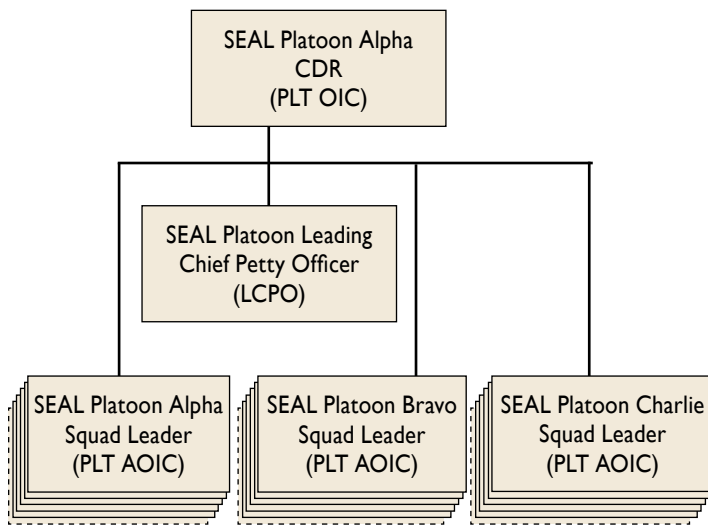 SEAL Platoon Alpha
CDR
(PLT OIC)
SEAL Platoon Leading
Chief Petty Officer
(LCPO)
SEAL Platoon Alpha
Squad Leader
(PLT AOIC)
SEAL Platoon Bravo
Squad Leader
(PLT AOIC)
SEAL Platoon Charlie
Squad Leader
(PLT AOIC)